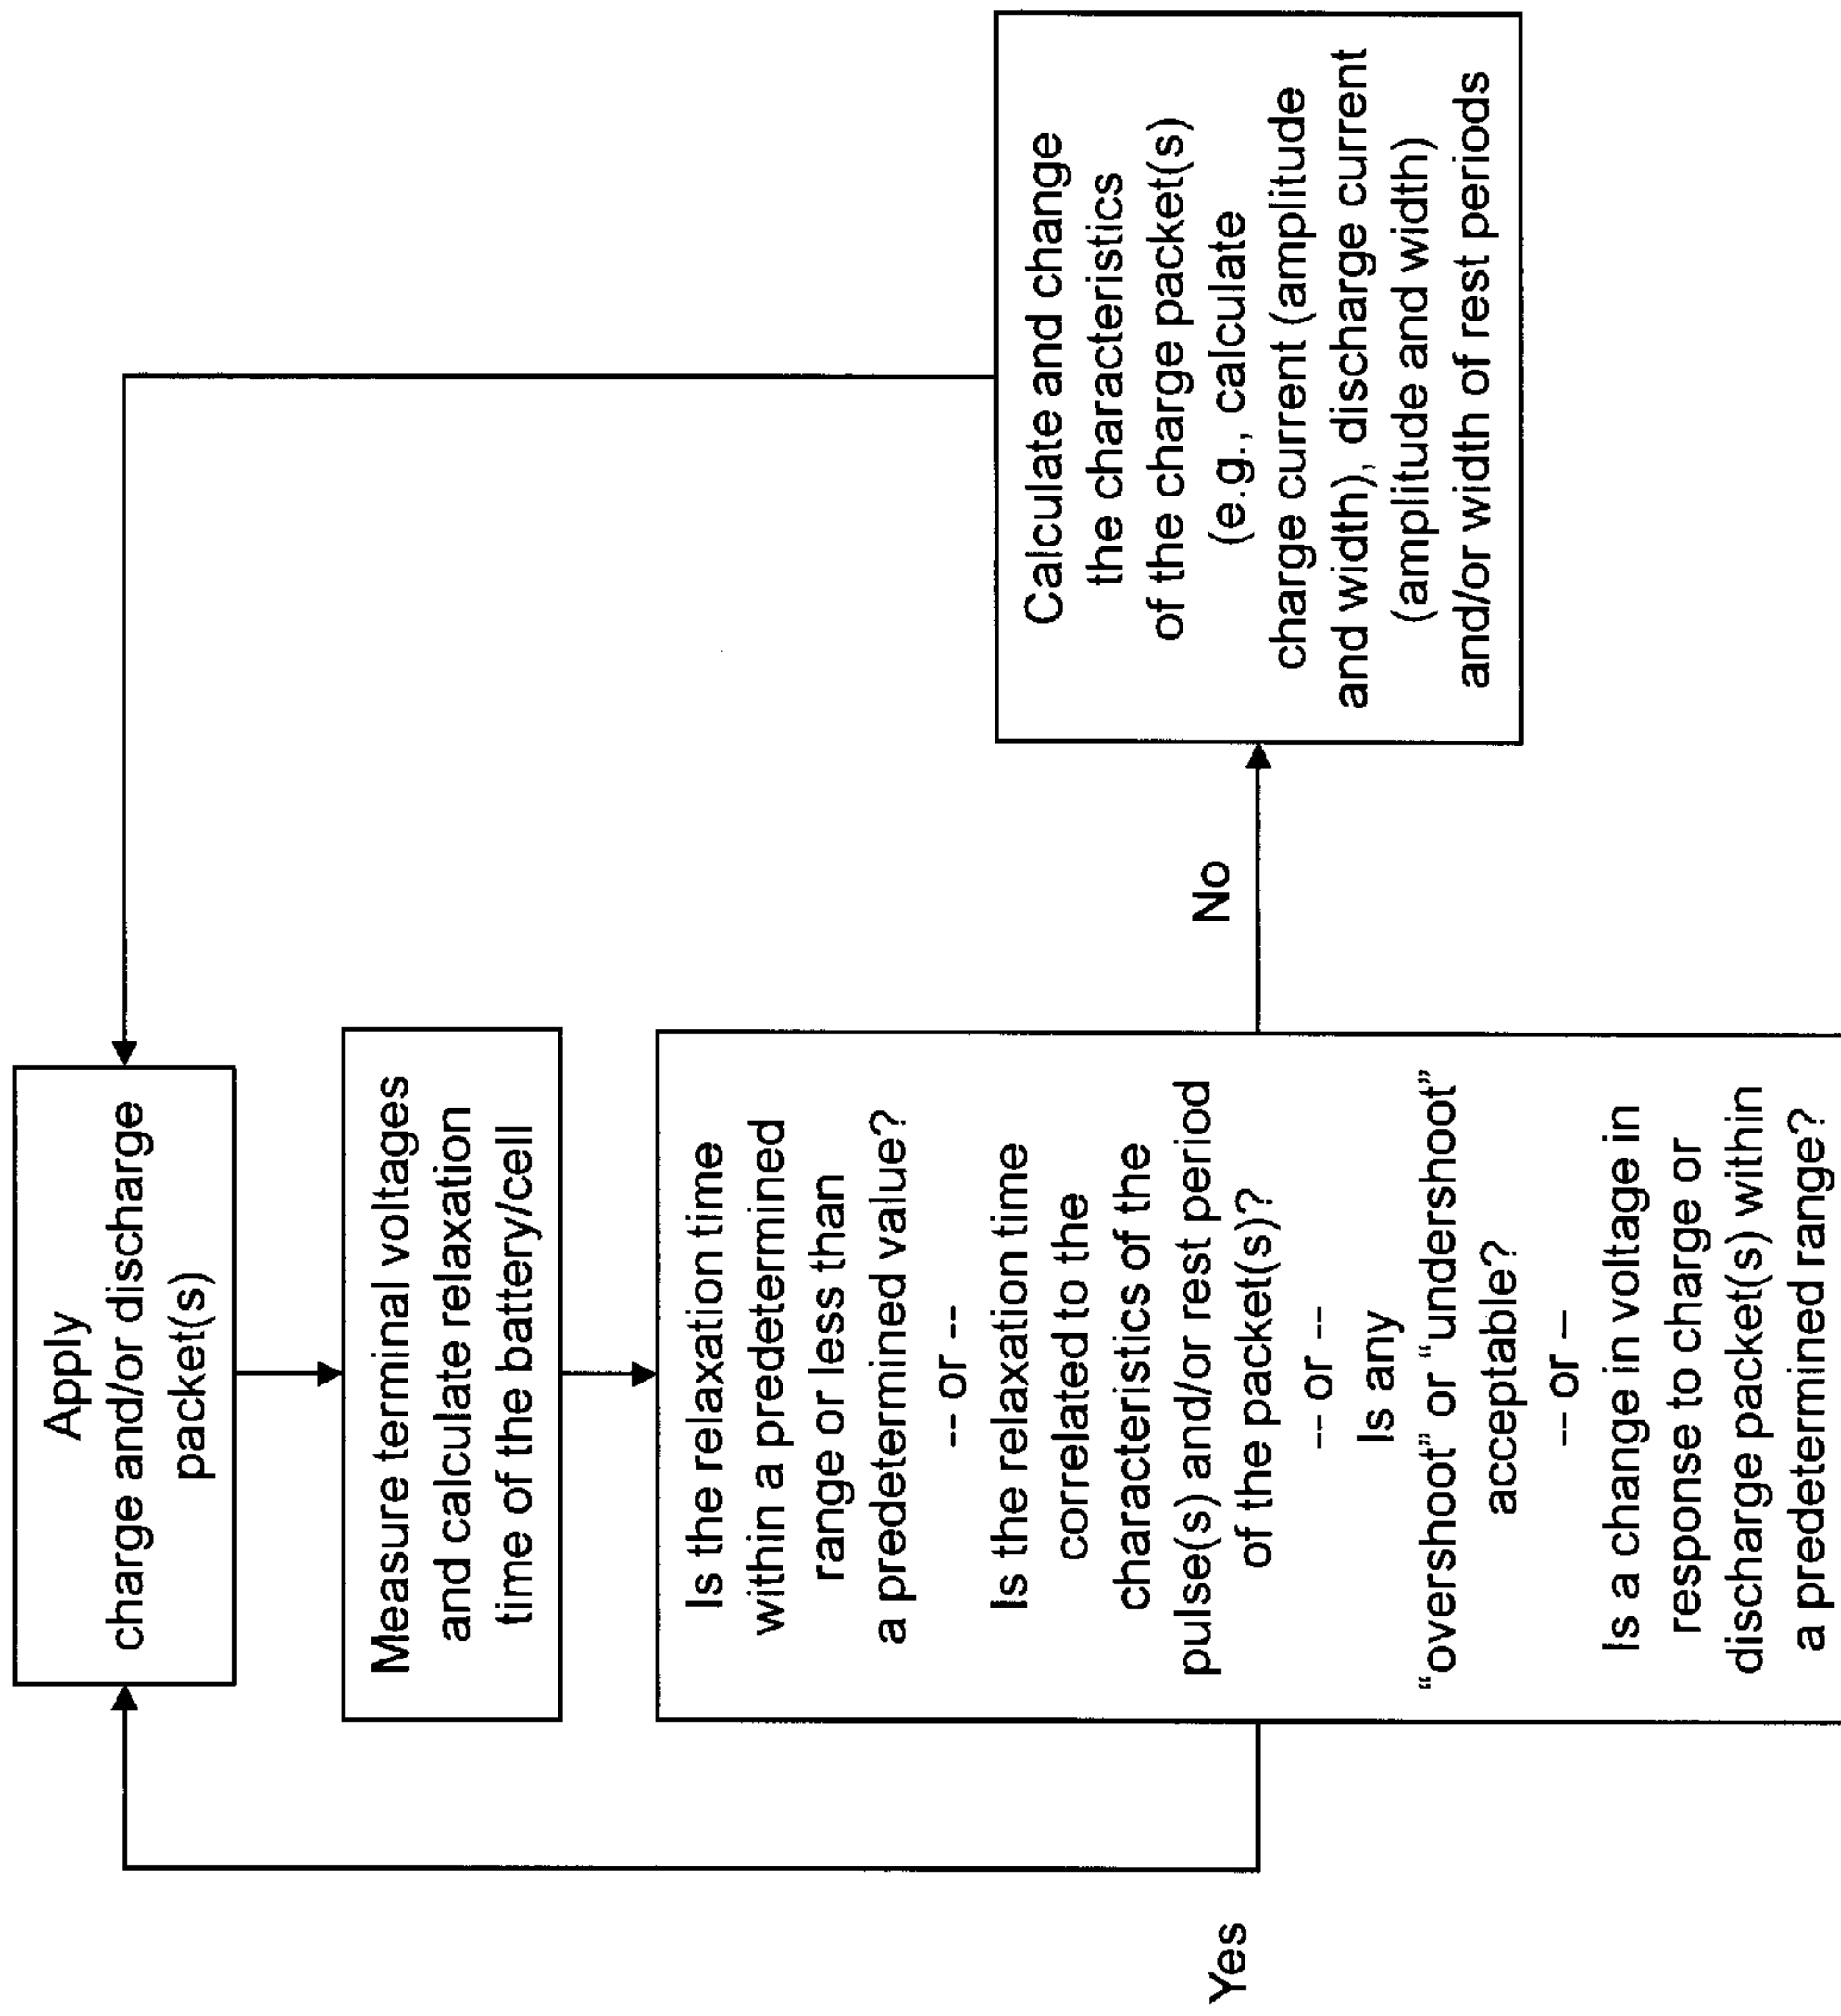 Apply
charge and/or discharge
packet(s)
Measure terminal voltages
and calculate relaxation
time of the battery/cell
Is the relaxation time
within a predetermined
range or less than
a predetermined value?
-- or --
Is the relaxation time
correlated to the
characteristics of the
pulse(s) and/or rest period
of the packet(s)?
-- or --
Is any
“overshoot” or “undershoot”
acceptable?
-- or --
Is a change in voltage in
response to charge or
discharge packet(s) within
a predetermined range?
Yes
No
Calculate and change
the characteristics
of the charge packet(s)
(e.g., calculate
charge current (amplitude
and width), discharge current
(amplitude and width)
and/or width of rest periods